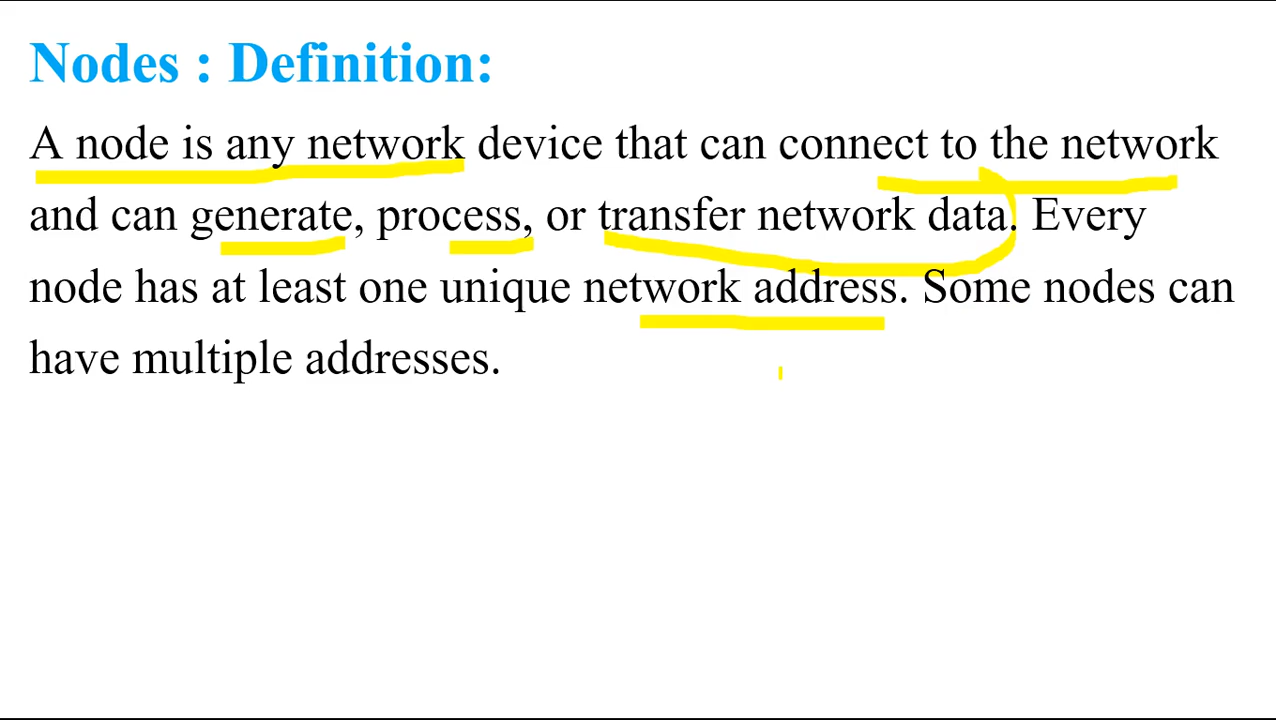 Nodes : Definition:
A node is any network device that can connect to the network
and can generate, process, or transfer network data. Every
node has at least one unique network address. Some nodes can
have multiple addresses.